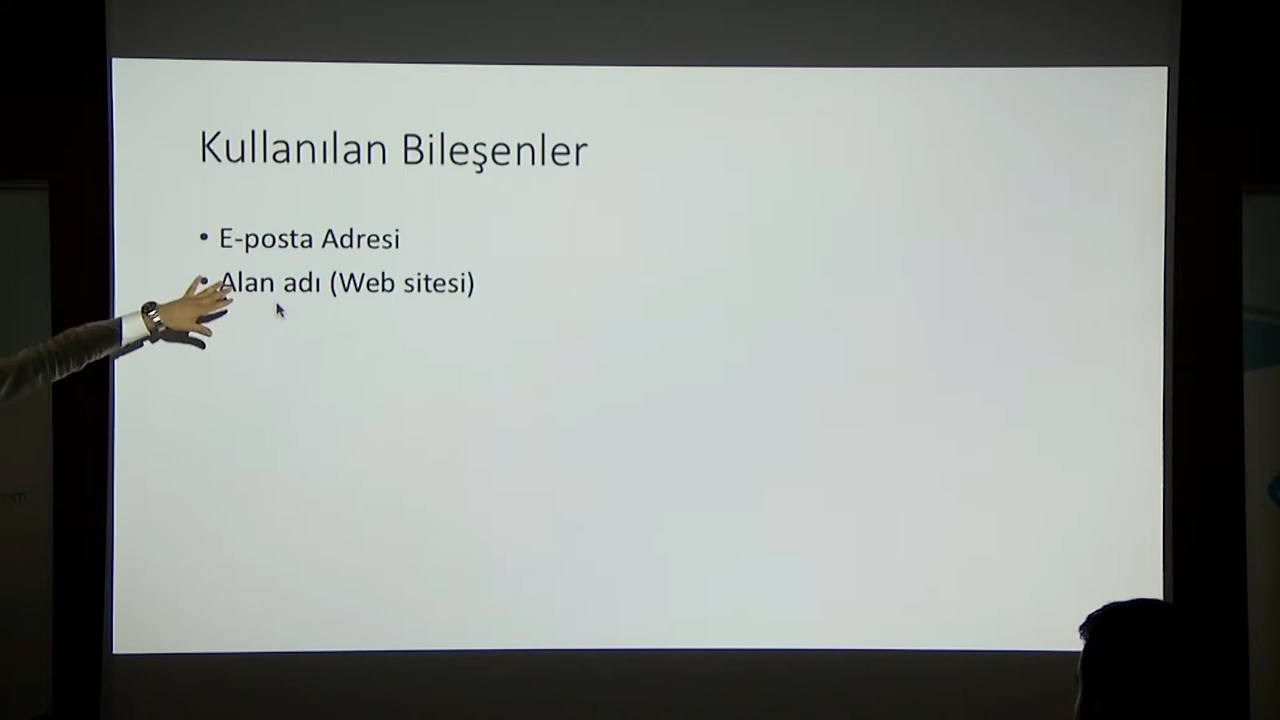 Kullanılan Bileşenler
• E-posta Adresi
• Alan adı (Web sitesi)